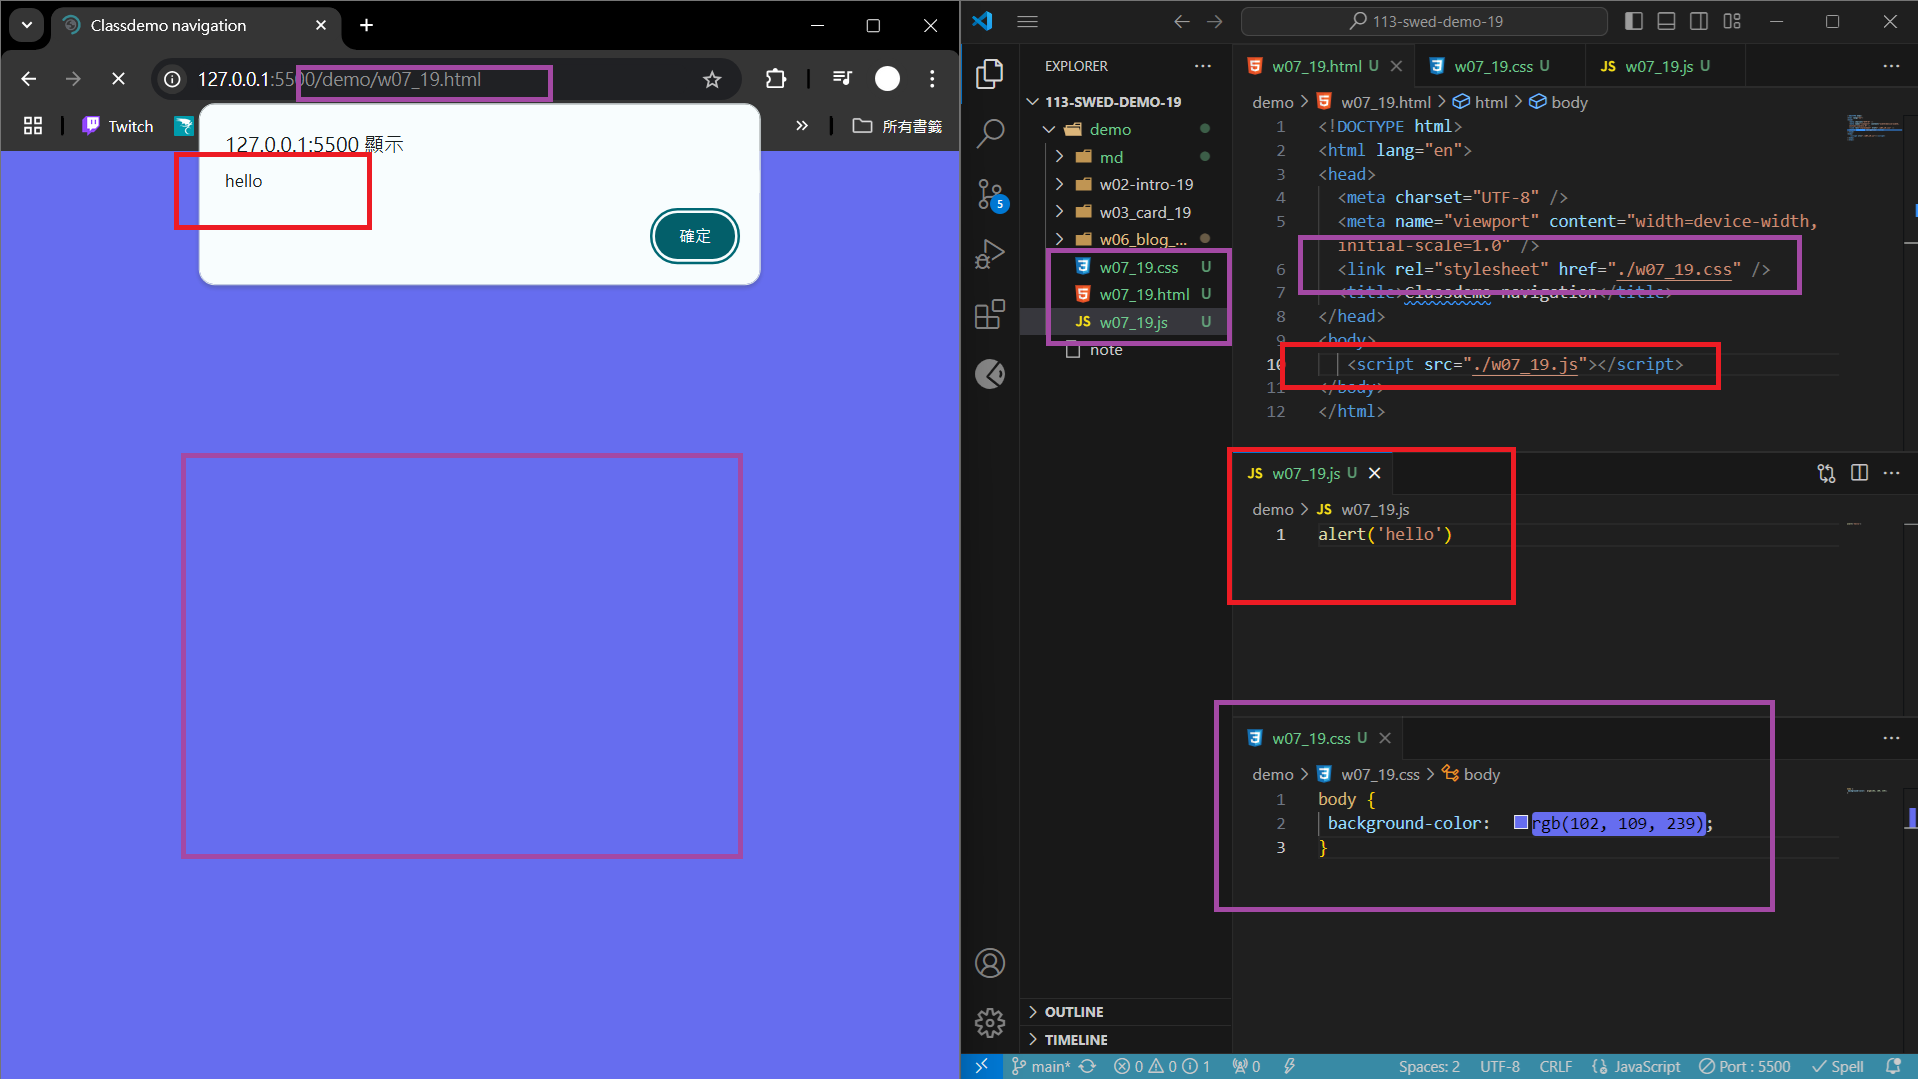 Classdemo navigation
127.0.0.1:5500/demo/w07_19.html
Twitch
所有書籤
127.0.0.1:5500 顯示
hello
確定
113-swed-demo-19
EXPLORER
113-SWED-DEMO-19
demo
md
w02-intro-19
w03_card_19
w06_blog_...
w07_19.css U
w07_19.html U
JS w07_19.js U
note
OUTLINE
TIMELINE
w07_19.html U
w07_19.css U
JS w07_19.js U
demo > w07_19.html > html > body
1 <!DOCTYPE html>
2 <html lang="en">
3 <head>
4 <meta charset="UTF-8" />
5 <meta name="viewport" content="width=device-width,
initial-scale=1.0" />
6 <link rel="stylesheet" href="./w07_19.css" />
7 <title>Classdemo navigation</title>
8 </head>
9 <body>
10 <script src="./w07_19.js"></script>
11 </body>
12 </html>
JS w07_19.js U
demo > JS w07_19.js
1 alert('hello')
w07_19.css U
demo > w07_19.css > body
1 body {
2 background-color: rgb(102, 109, 239);
3 }
5
main* 0 0 1 0 Spaces: 2 UTF-8 CRLF JavaScript Port : 5500 Spell